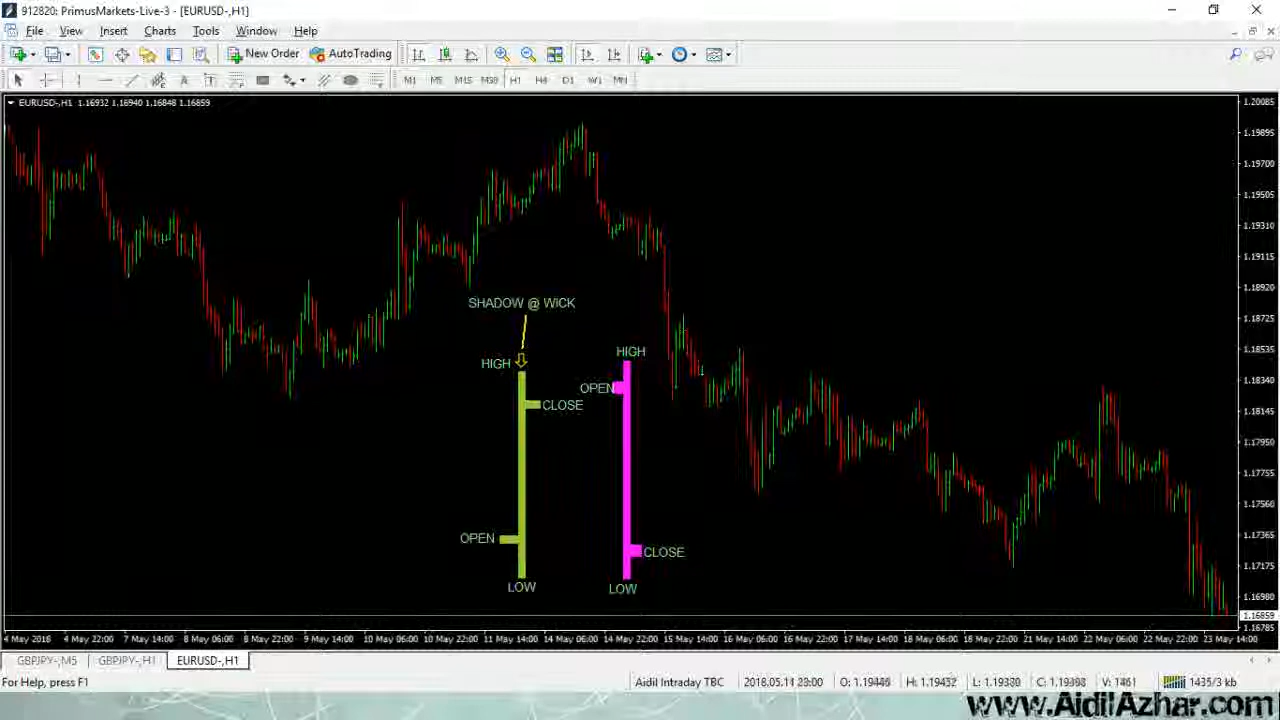 912820: PrimusMarkets-Live-3 - [EURUSD-,H1]
File View Insert Charts Tools Window Help
New Order AutoTrading
A T M1 M5 M15 M30 H1 H4 D1 W1 MN
EURUSD-,H1 1.16932 1.16940 1.16848 1.16859
1.20085
1.19895
1.19700
1.19505
1.19310
1.19115
1.18920
1.18725
1.18535
1.18340
1.18145
1.17950
1.17755
1.17560
1.17365
1.17175
1.16980
1.16859
1.16785
SHADOW @ WICK
HIGH
CLOSE
OPEN
LOW
HIGH
OPEN
CLOSE
LOW
4 May 2018 4 May 22:00 7 May 14:00 8 May 06:00 8 May 22:00 9 May 14:00 10 May 06:00 10 May 22:00 11 May 14:00 14 May 06:00 14 May 22:00 15 May 14:00 16 May 06:00 16 May 22:00 17 May 14:00 18 May 06:00 18 May 22:00 21 May 14:00 22 May 06:00 22 May 22:00 23 May 14:00
GBPJPY-,M5 GBPJPY-,H1 EURUSD-,H1
For Help, press F1
Aidil Intraday TBC 2018.05.11 23:00 V: 1461 1435/3 kb
www.AidilAzhar.com